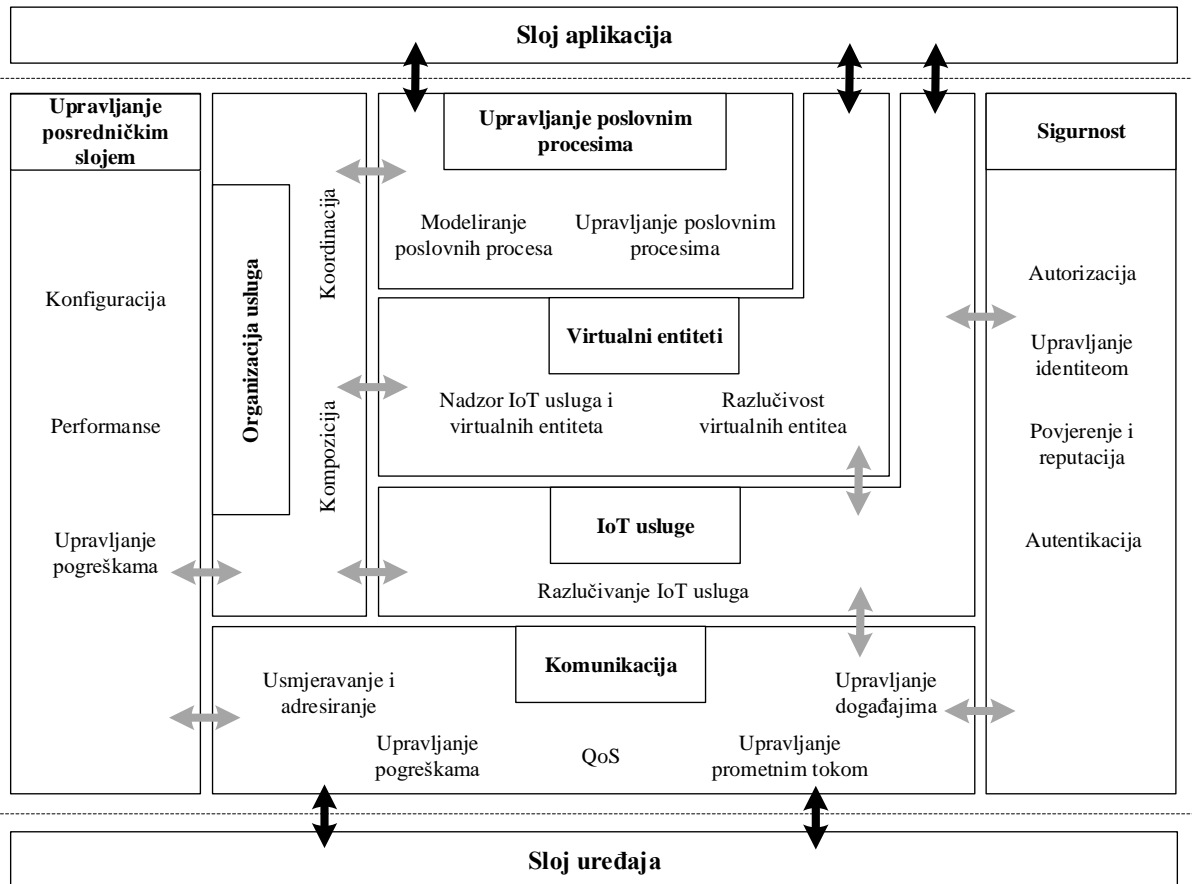 Sloj aplikacija
Upravljanje
posredničkim
slojem
Konfiguracija
Performanse
Upravljanje
pogreškama
Organizacija usluga
Koordinacija
Kompozicija
Upravljanje poslovnim
procesima
Modeliranje
poslovnih procesa
Upravljanje poslovnim
procesima
Virtualni entiteti
Nadzor IoT usluga i
virtualnih entiteta
Razlučivost
virtualnih entitea
IoT usluge
Razlučivanje IoT usluga
Komunikacija
Usmjeravanje i
adresiranje
Upravljanje
pogreškama
QoS
Upravljanje
prometnim tokom
Upravljanje
događajima
Sigurnost
Autorizacija
Upravljanje
identiteom
Povjerenje i
reputacija
Autentikacija
Sloj uređaja